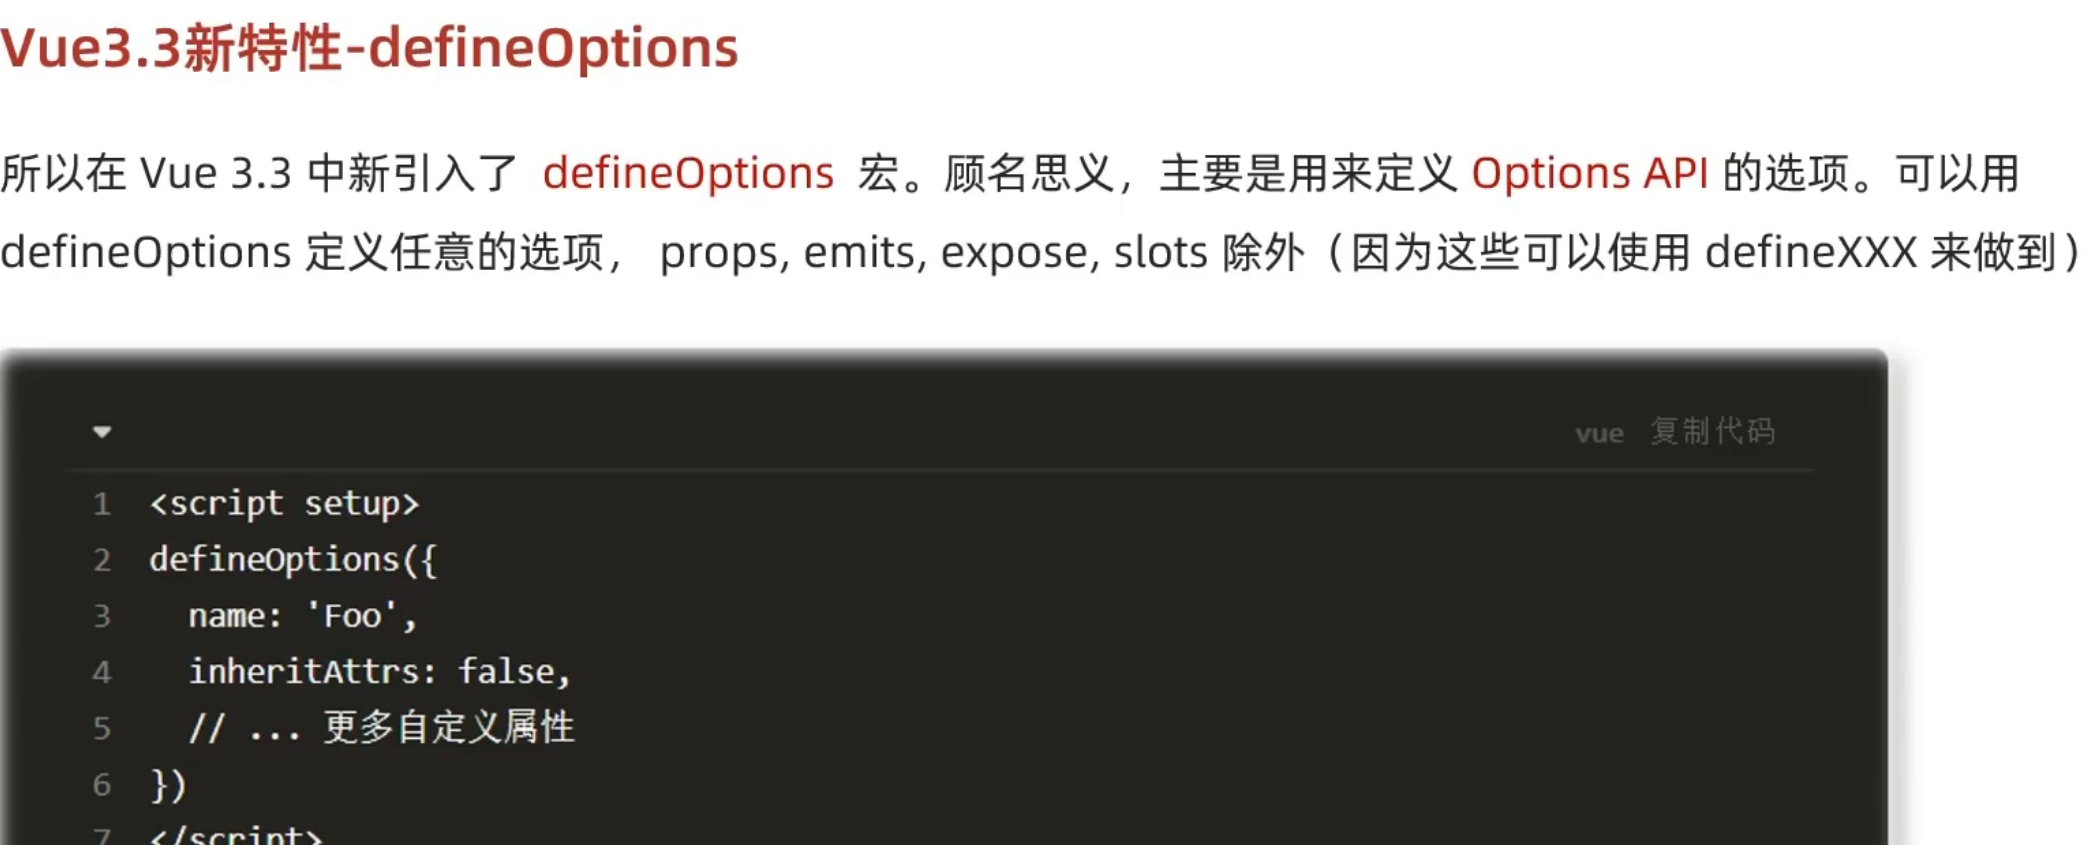 Vue3.3新特性-defineOptions
所以在 Vue 3.3 中新引入了 defineOptions 宏。顾名思义，主要是用来定义 Options API 的选项。可以用
defineOptions 定义任意的选项， props, emits, expose, slots 除外（因为这些可以使用 defineXXX 来做到）
vue 复制代码
1 <script setup>
2 defineOptions({
3   name: 'Foo',
4   inheritAttrs: false,
5   // ... 更多自定义属性
6 })
7 </script>